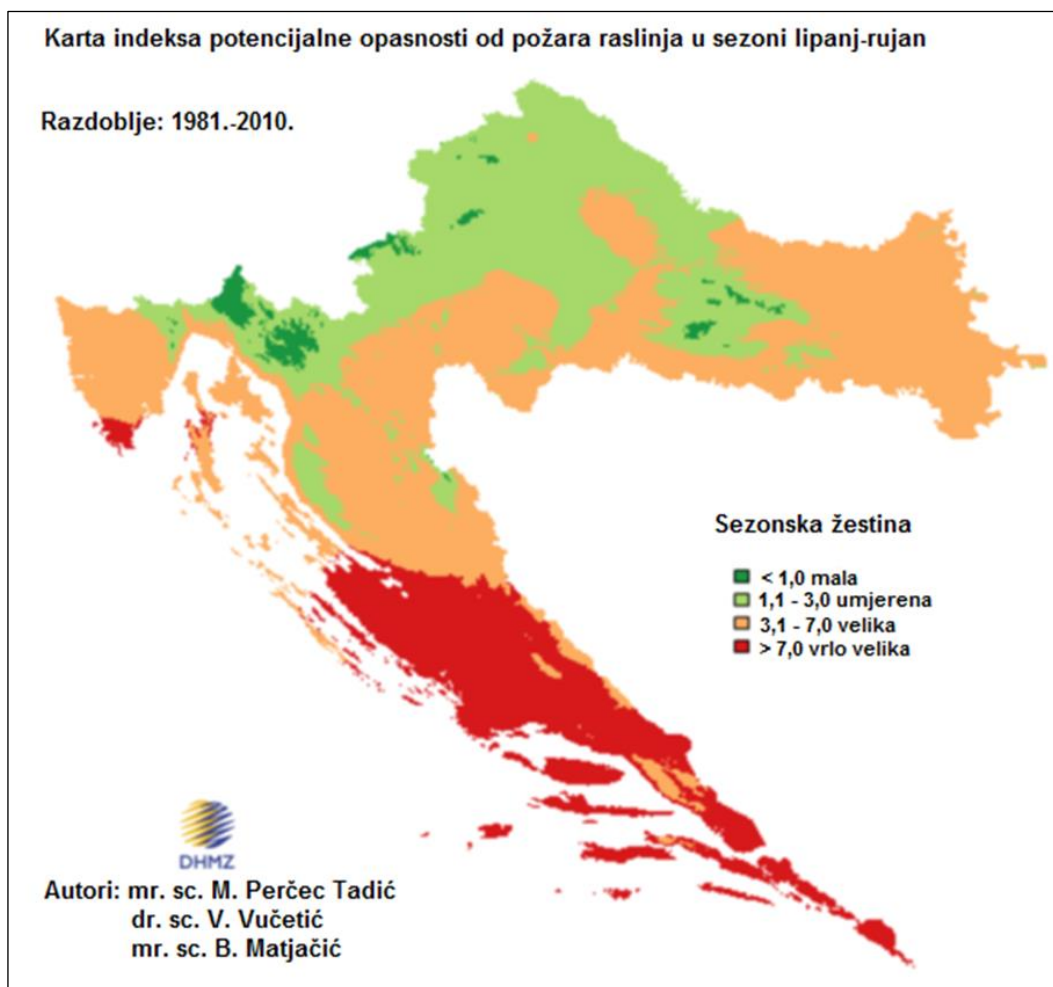 Karta indeksa potencijalne opasnosti od požara raslinja u sezoni lipanj-rujan
Razdoblje: 1981.-2010.
Sezonska žestina
< 1,0 mala
1,1 - 3,0 umjerena
3,1 - 7,0 velika
> 7,0 vrlo velika
DHMZ
Autori: mr. sc. M. Perčec Tadić
dr. sc. V. Vučetić
mr. sc. B. Matjačić